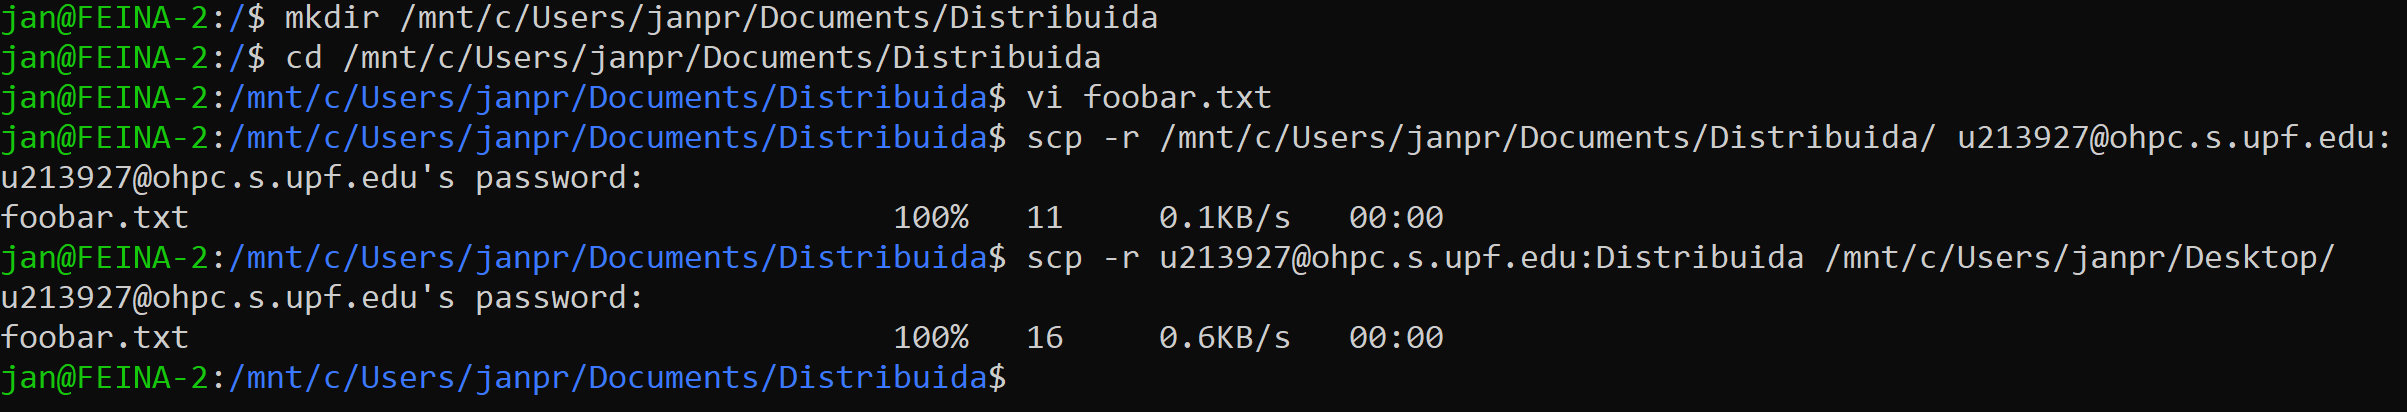 jan@FEINA-2:/$ mkdir /mnt/c/Users/janpr/Documents/Distribuida
jan@FEINA-2:/$ cd /mnt/c/Users/janpr/Documents/Distribuida
jan@FEINA-2:/mnt/c/Users/janpr/Documents/Distribuida$ vi foobar.txt
jan@FEINA-2:/mnt/c/Users/janpr/Documents/Distribuida$ scp -r /mnt/c/Users/janpr/Documents/Distribuida/ u213927@ohpc.s.upf.edu:
u213927@ohpc.s.upf.edu's password:
foobar.txt 100% 11 0.1KB/s 00:00
jan@FEINA-2:/mnt/c/Users/janpr/Documents/Distribuida$ scp -r u213927@ohpc.s.upf.edu:Distribuida /mnt/c/Users/janpr/Desktop/
u213927@ohpc.s.upf.edu's password:
foobar.txt 100% 16 0.6KB/s 00:00
jan@FEINA-2:/mnt/c/Users/janpr/Documents/Distribuida$